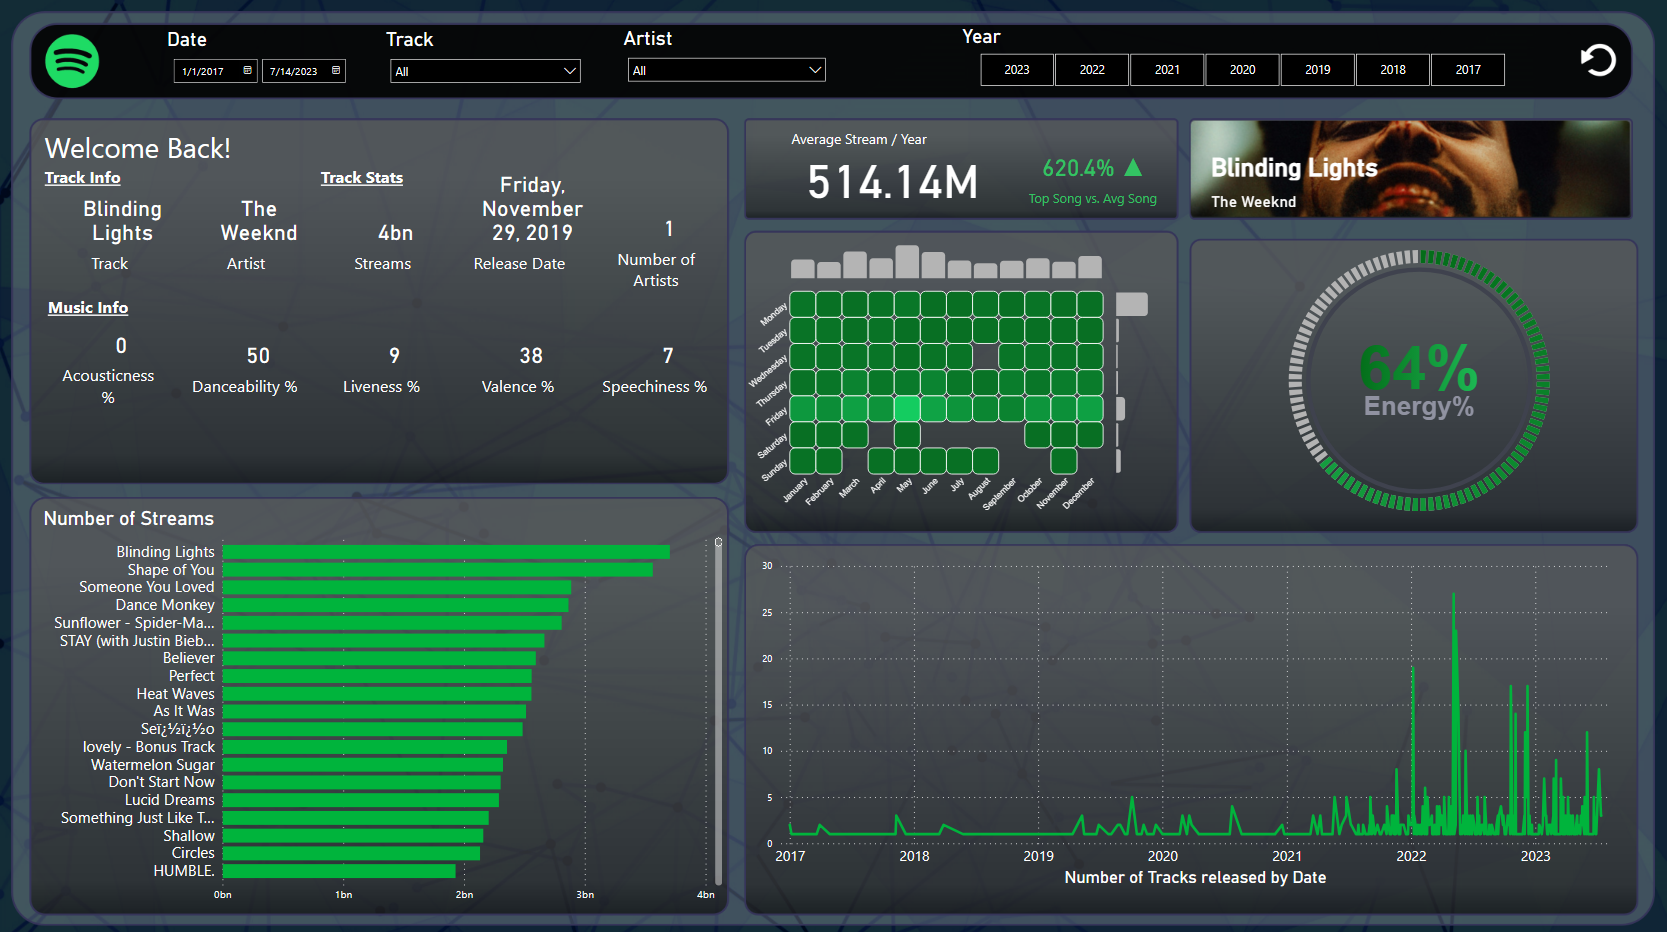 Date
Track
Artist
Year
1/1/2017
7/14/2023
All
All
2023
2022
2021
2020
2019
2018
2017
Welcome Back!
Track Info
Track Stats
Blinding
Lights
Track
The
Weeknd
Artist
4bn
Streams
Friday,
November
29, 2019
Release Date
1
Number of
Artists
Music Info
0
Acousticness
%
50
Danceability %
9
Liveness %
38
Valence %
7
Speechiness %
Average Stream / Year
514.14M
620.4%
Top Song vs. Avg Song
Blinding Lights
The Weeknd
Monday
Tuesday
Wednesday
Thursday
Friday
Saturday
Sunday
January
February
March
April
May
June
July
August
September
October
November
December
64%
Energy%
Number of Streams
Blinding Lights
Shape of You
Someone You Loved
Dance Monkey
Sunflower - Spider-Ma...
STAY (with Justin Bieb...
Believer
Perfect
Heat Waves
As It Was
Seï¿½ï¿½o
lovely - Bonus Track
Watermelon Sugar
Don't Start Now
Lucid Dreams
Something Just Like T...
Shallow
Circles
HUMBLE.
0bn
1bn
2bn
3bn
4bn
30
25
20
15
10
5
0
2017
2018
2019
2020
2021
2022
2023
Number of Tracks released by Date